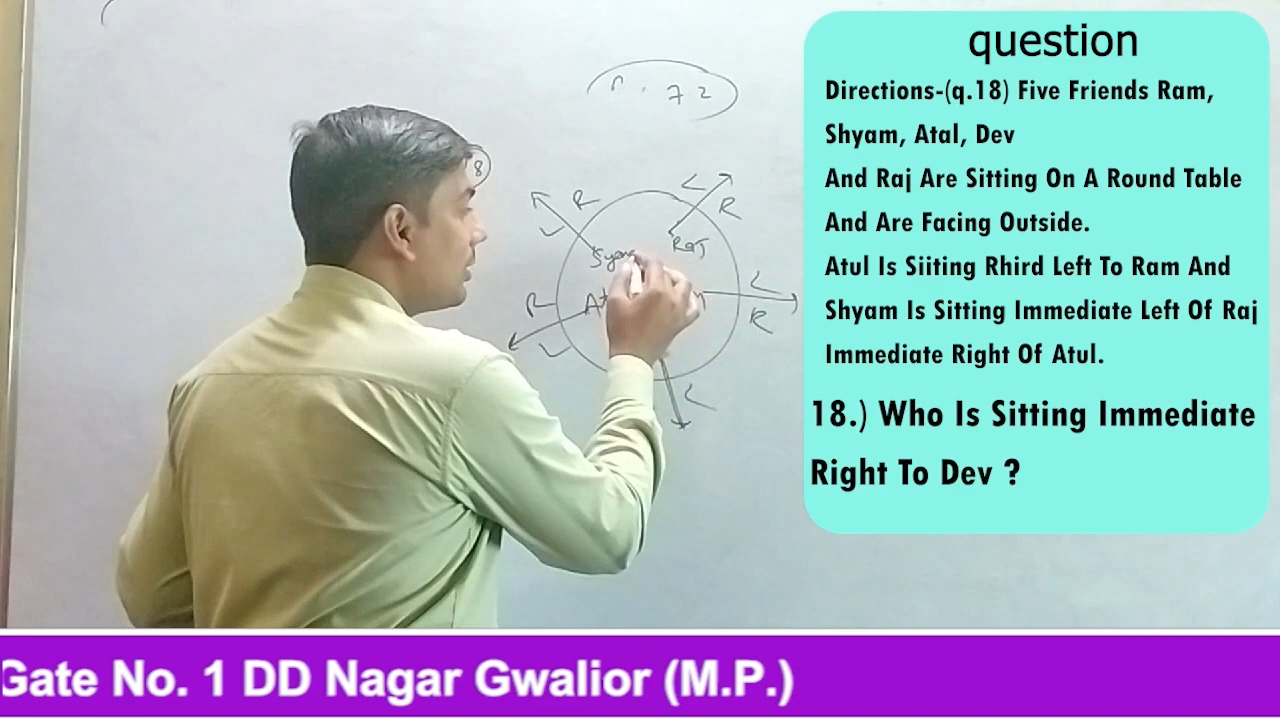 question
Directions-(q.18) Five Friends Ram,
Shyam, Atal, Dev
And Raj Are Sitting On A Round Table
And Are Facing Outside.
Atul Is Siiting Rhird Left To Ram And
Shyam Is Sitting Immediate Left Of Raj
Immediate Right Of Atul.
18.) Who Is Sitting Immediate
Right To Dev ?
72
8
L
R
R
Raj
L
R
R
L
Gate No. 1 DD Nagar Gwalior (M.P.)